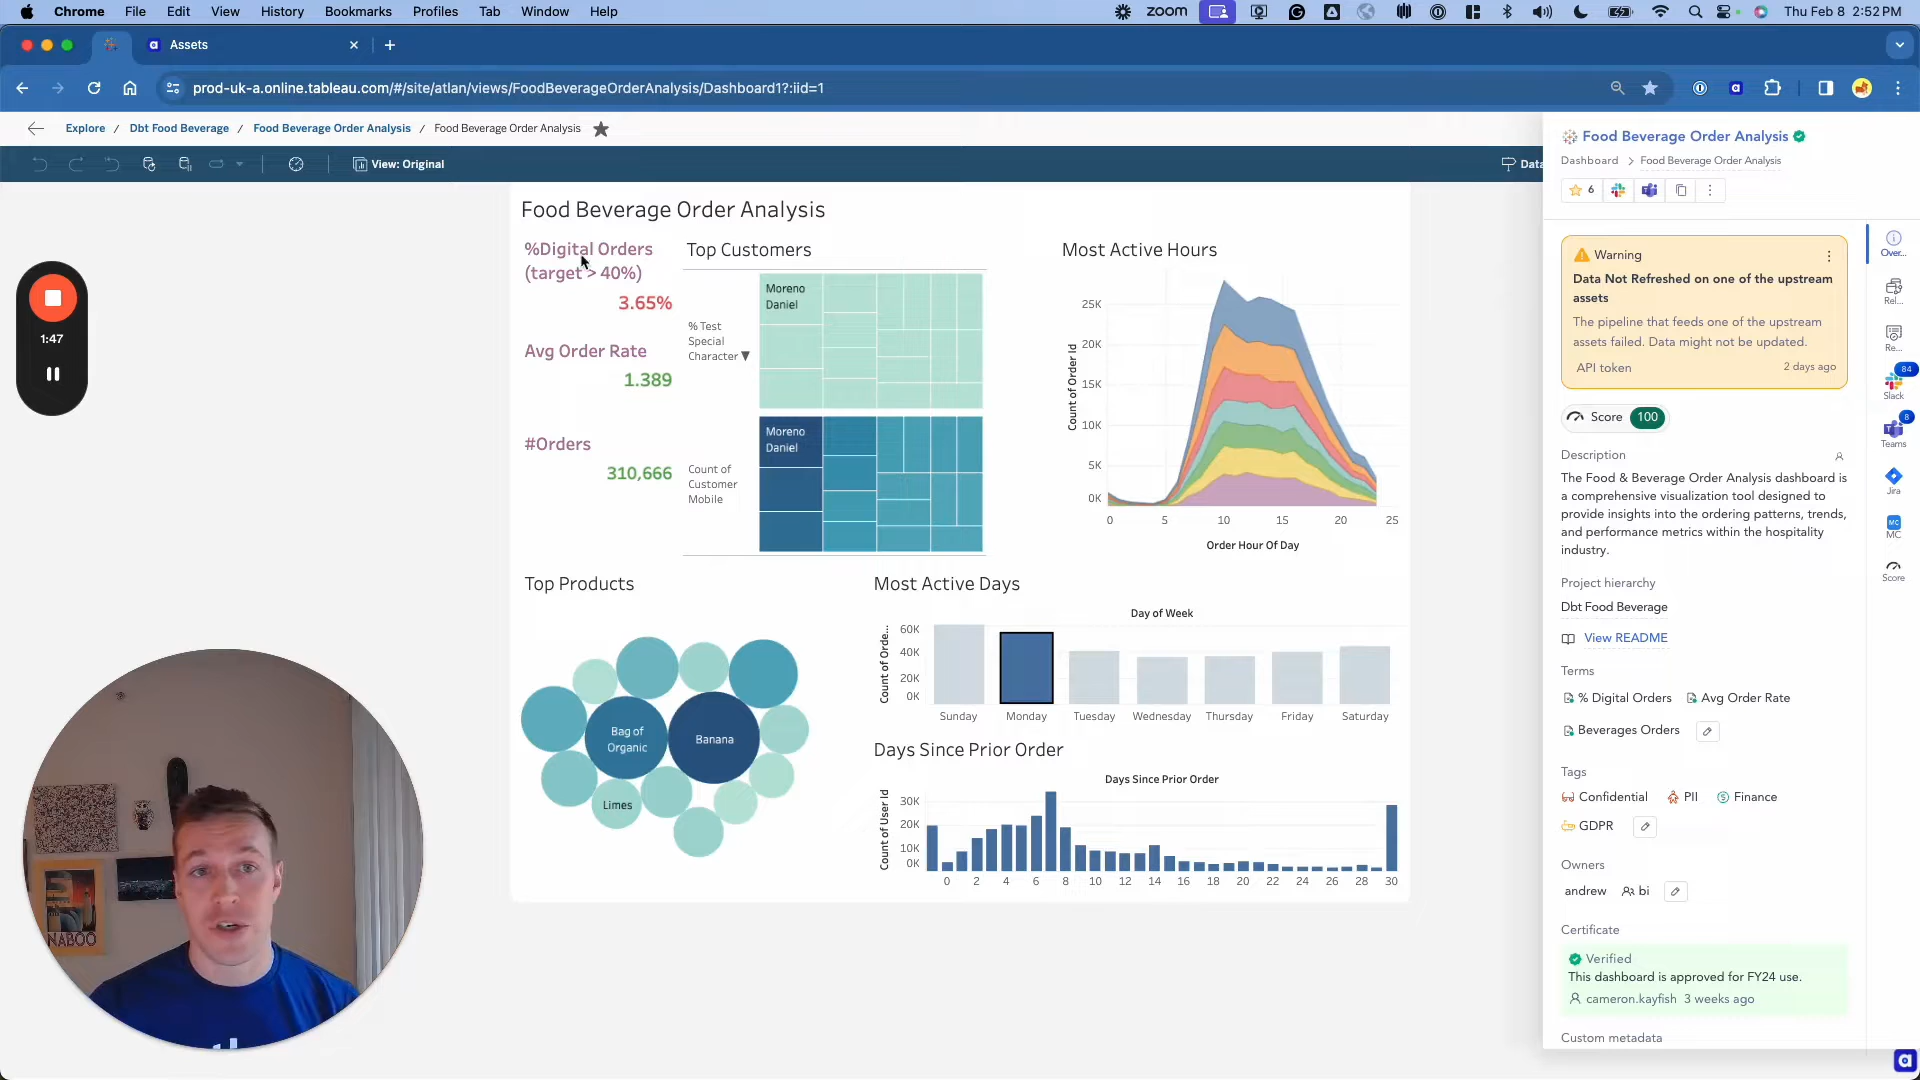 Chrome File Edit View History Bookmarks Profiles Tab Window Help
zoom
Thu Feb 8 2:52 PM
Assets
prod-uk-a.online.tableau.com/#/site/atlan/views/FoodBeverageOrderAnalysis/Dashboard1?:iid=1
Explore / Dbt Food Beverage / Food Beverage Order Analysis / Food Beverage Order Analysis
View: Original
Data
1:47
Food Beverage Order Analysis
%Digital Orders
(target > 40%)
3.65%
Avg Order Rate
1.389
#Orders
310,666
Top Customers
% Test
Special
Character
Moreno
Daniel
Count of
Customer
Mobile
Moreno
Daniel
Most Active Hours
Count of Order Id
25K
20K
15K
10K
5K
0K
0 5 10 15 20 25
Order Hour Of Day
Top Products
Bag of
Organic
Banana
Limes
Most Active Days
Day of Week
Count of Orde...
60K
40K
20K
0K
Sunday Monday Tuesday Wednesday Thursday Friday Saturday
Days Since Prior Order
Days Since Prior Order
Count of User Id
30K
20K
10K
0K
0 2 4 6 8 10 12 14 16 18 20 22 24 26 28 30
NABOO
Food Beverage Order Analysis
Dashboard > Food Beverage Order Analysis
6
Warning
Data Not Refreshed on one of the upstream
assets
The pipeline that feeds one of the upstream
assets failed. Data might not be updated.
API token 2 days ago
Score 100
Description
The Food & Beverage Order Analysis dashboard is
a comprehensive visualization tool designed to
provide insights into the ordering patterns, trends,
and performance metrics within the hospitality
industry.
Project hierarchy
Dbt Food Beverage
View README
Terms
% Digital Orders Avg Order Rate
Beverages Orders
Tags
Confidential PII Finance
GDPR
Owners
andrew bi
Certificate
Verified
This dashboard is approved for FY24 use.
cameron.kayfish 3 weeks ago
Custom metadata
Over...
Rel...
Re...
84
Slack
8
Teams
Jira
MC
MC
Score